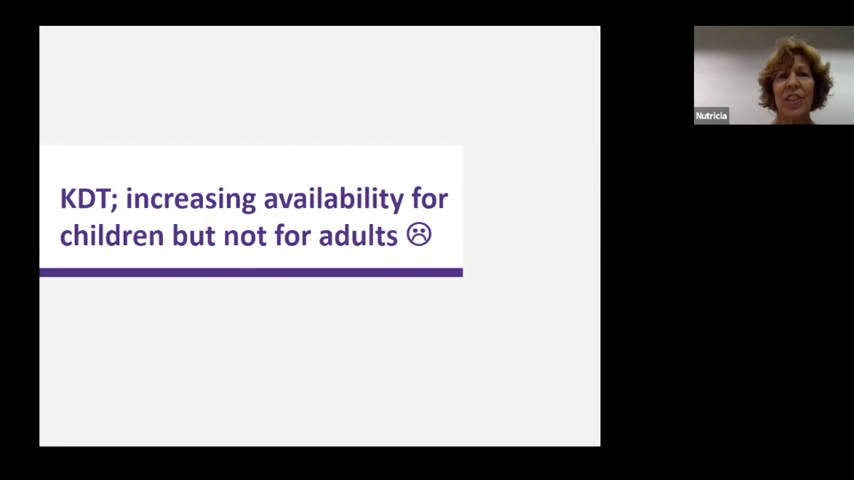 KDT; increasing availability for
children but not for adults ☹
Nutricia